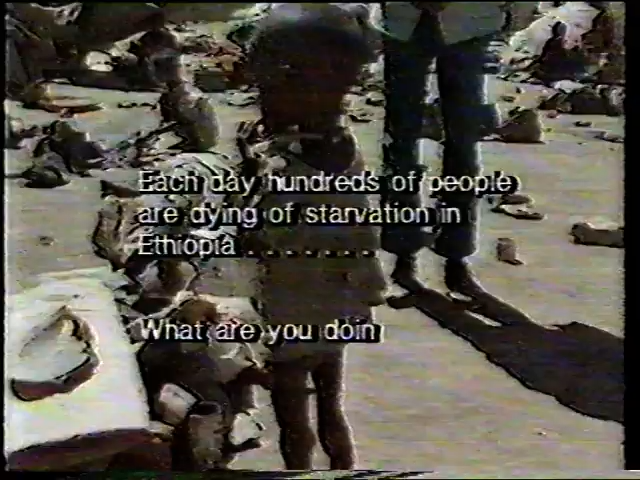 Each day hundreds of people
are dying of starvation in
Ethiopia . . . . . . . .
What are you doin